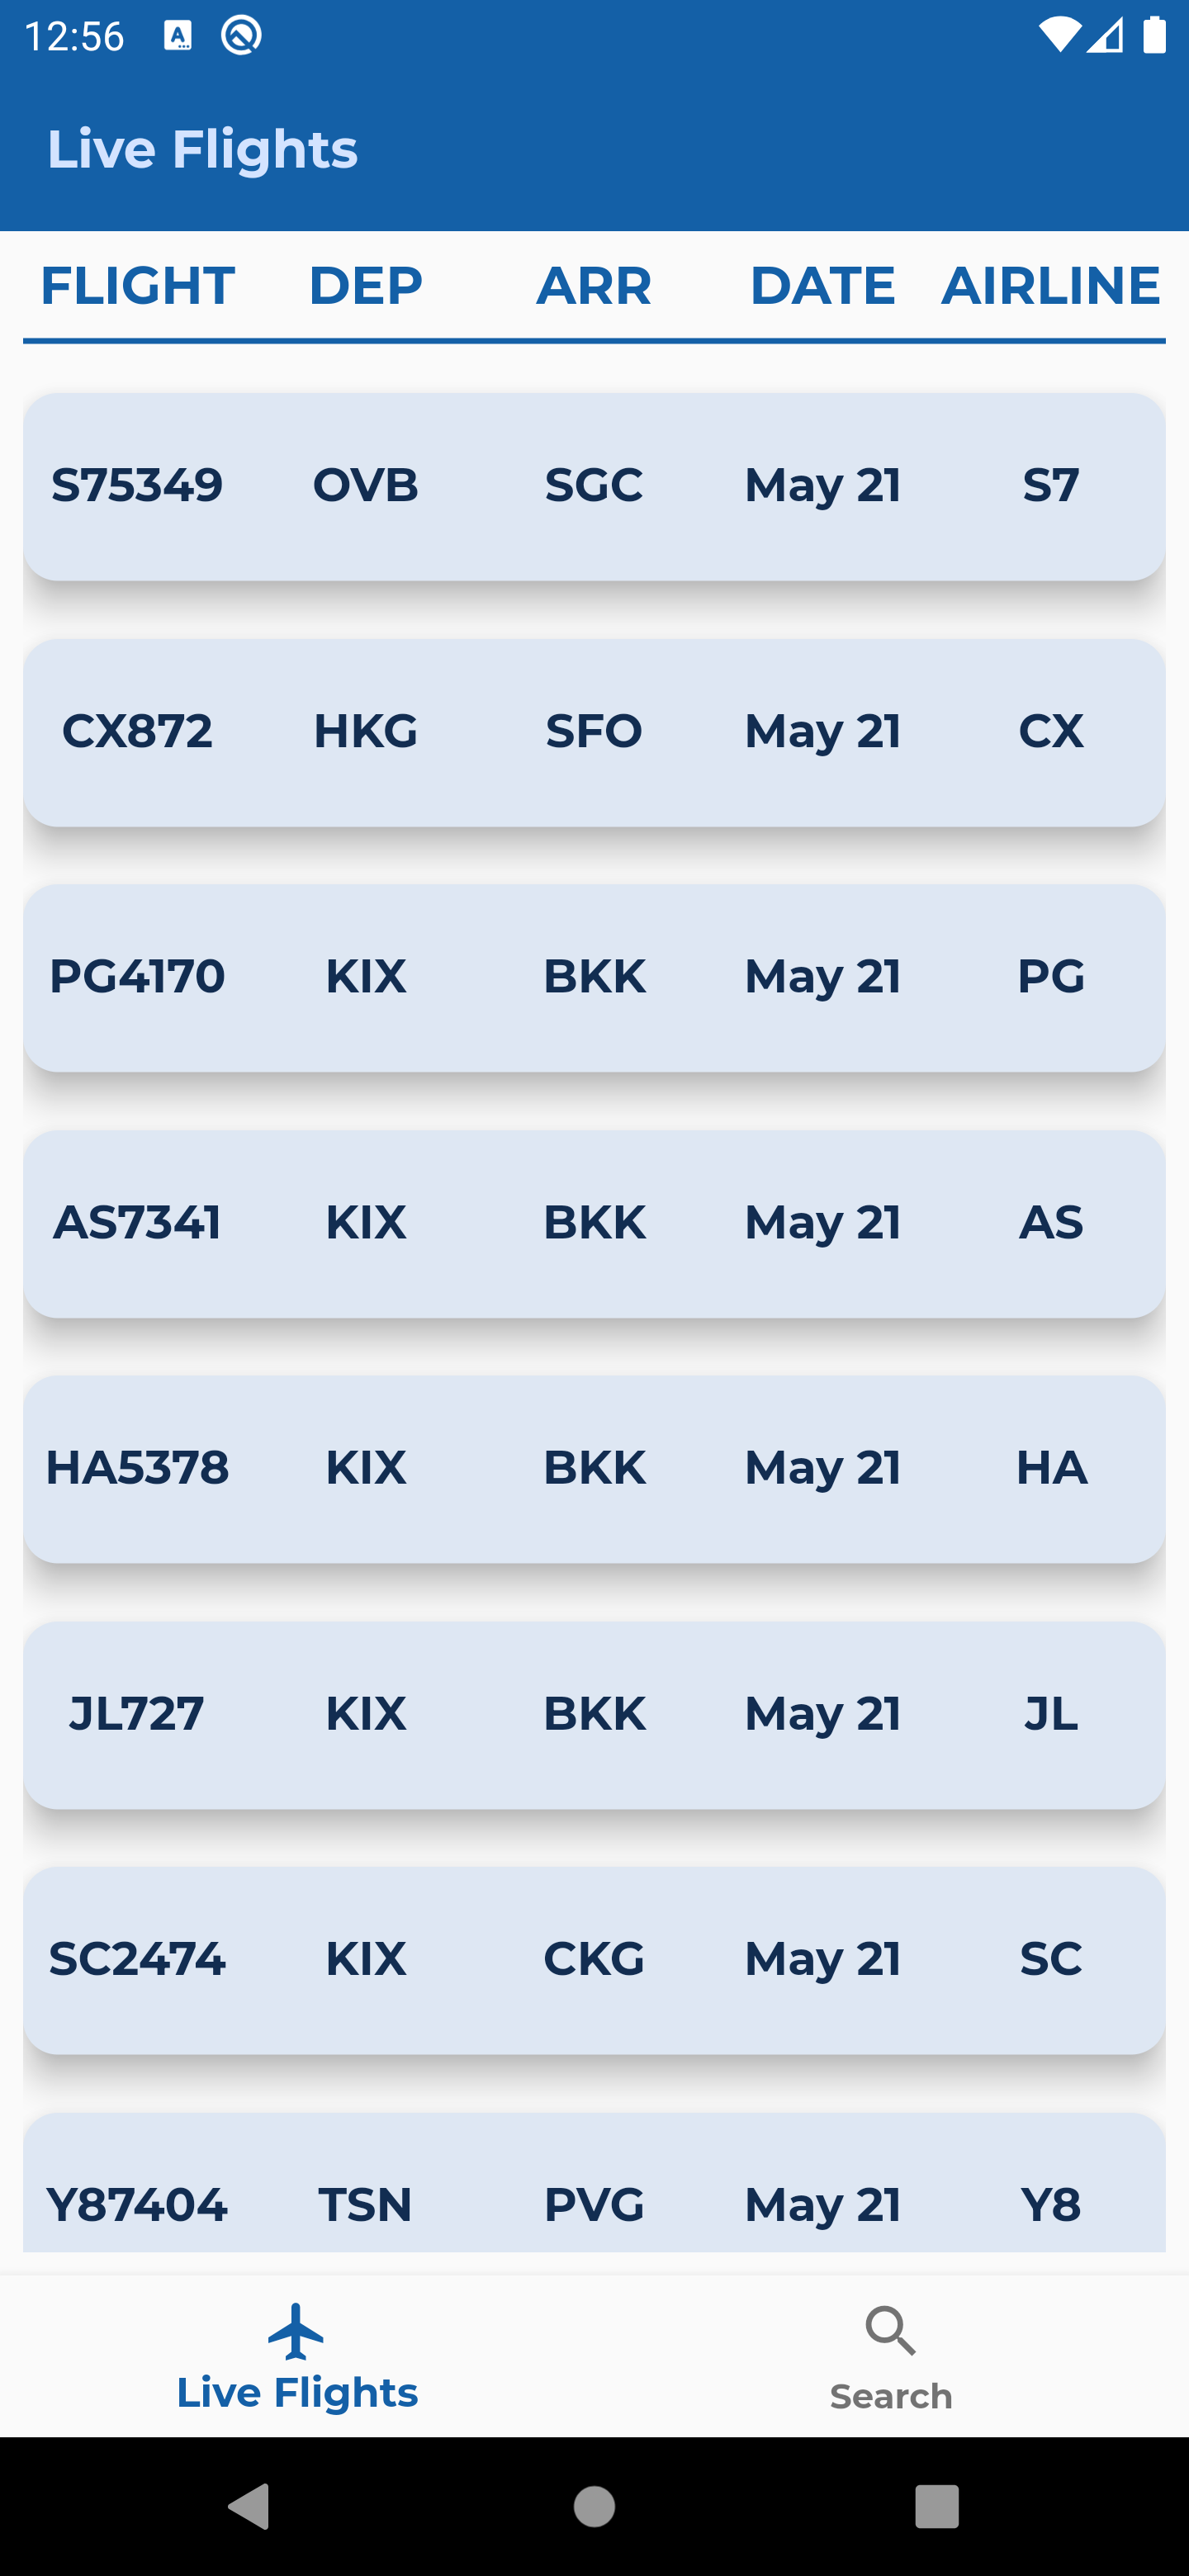 12:56
Live Flights
FLIGHT DEP ARR DATE AIRLINE
S75349 OVB SGC May 21 S7
CX872 HKG SFO May 21 CX
PG4170 KIX BKK May 21 PG
AS7341 KIX BKK May 21 AS
HA5378 KIX BKK May 21 HA
JL727 KIX BKK May 21 JL
SC2474 KIX CKG May 21 SC
Y87404 TSN PVG May 21 Y8
Live Flights Search